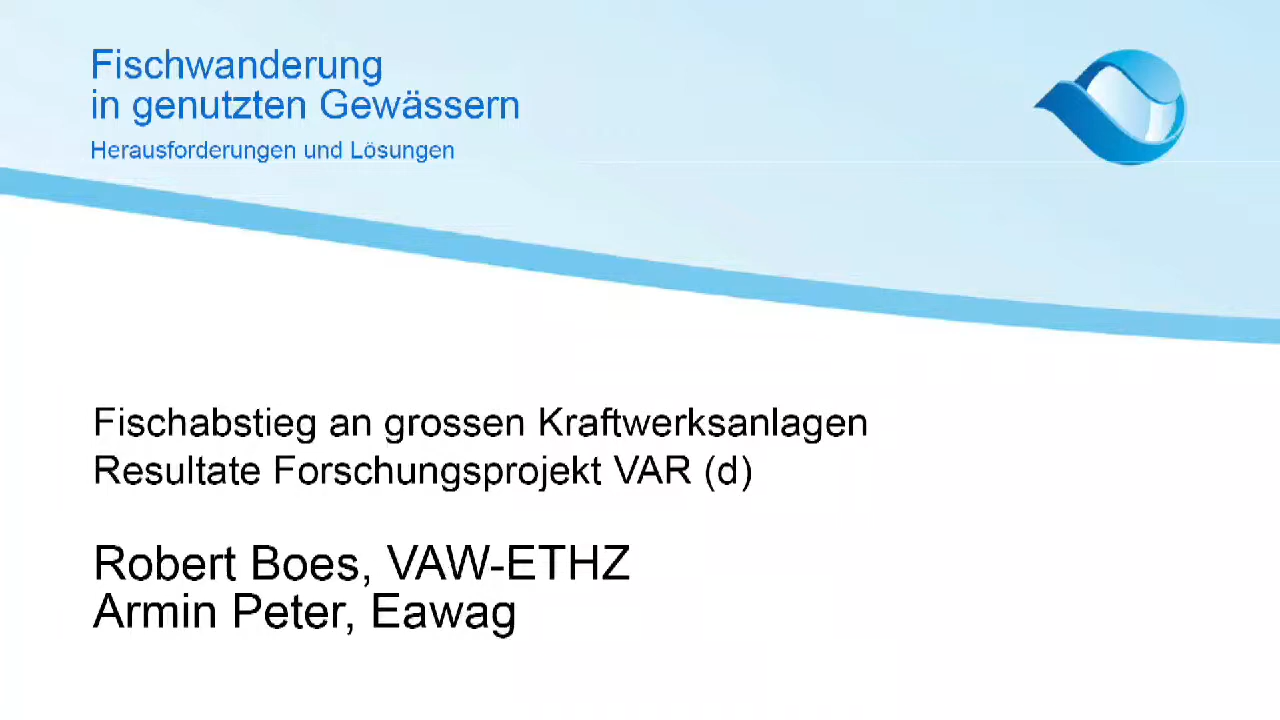 Fischwanderung
in genutzten Gewässern
Herausforderungen und Lösungen
Fischabstieg an grossen Kraftwerksanlagen
Resultate Forschungsprojekt VAR (d)
Robert Boes, VAW-ETHZ
Armin Peter, Eawag